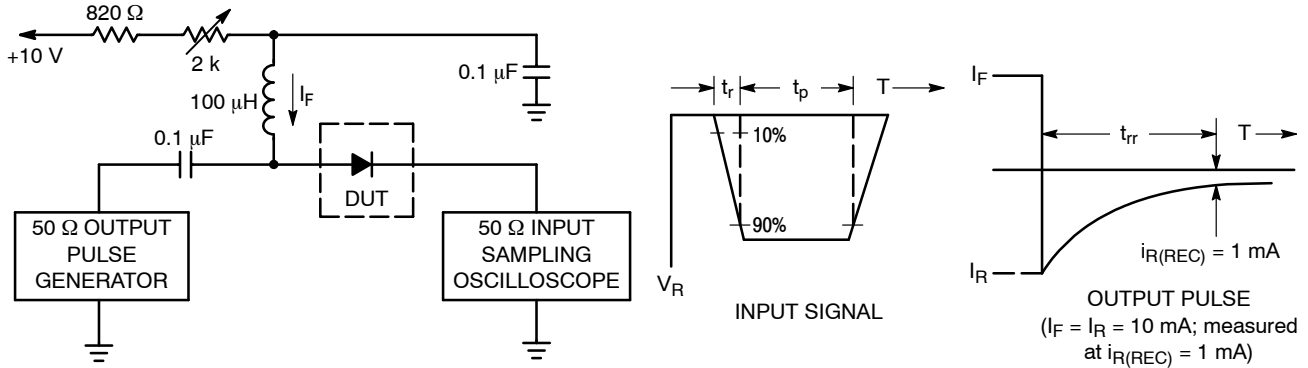 820 Ω
+10 V
2 k
100 μH
I_F
0.1 μF
0.1 μF
DUT
50 Ω OUTPUT
PULSE
GENERATOR
50 Ω INPUT
SAMPLING
OSCILLOSCOPE
t_r
t_p
T
10%
90%
V_R
INPUT SIGNAL
I_F
t_rr
T
I_R
i_R(REC) = 1 mA
OUTPUT PULSE
(I_F = I_R = 10 mA; measured
at i_R(REC) = 1 mA)